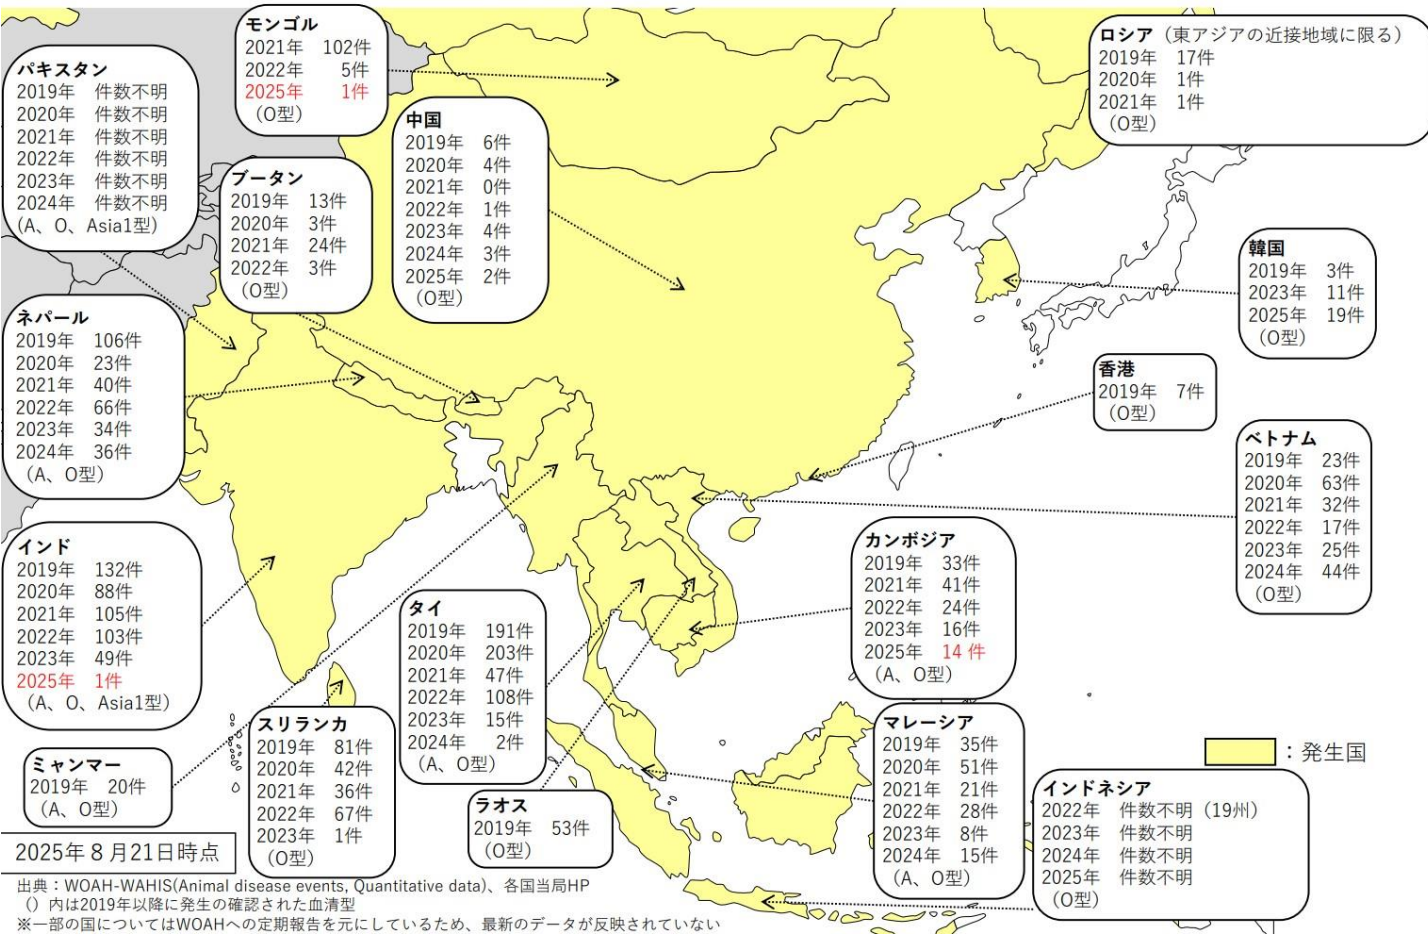 モンゴル
2021年 102件
2022年 5件
2025年 1件
（O型）
ロシア（東アジアの近接地域に限る）
2019年 17件
2020年 1件
2021年 1件
（O型）
パキスタン
2019年 件数不明
2020年 件数不明
2021年 件数不明
2022年 件数不明
2023年 件数不明
2024年 件数不明
(A、O、Asia1型)
中国
2019年 6件
2020年 4件
2021年 0件
2022年 1件
2023年 4件
2024年 3件
2025年 2件
（O型）
ブータン
2019年 13件
2020年 3件
2021年 24件
2022年 3件
（O型）
韓国
2019年 3件
2023年 11件
2025年 19件
（O型）
ネパール
2019年 106件
2020年 23件
2021年 40件
2022年 66件
2023年 34件
2024年 36件
（A、O型）
香港
2019年 7件
（O型）
ベトナム
2019年 23件
2020年 63件
2021年 32件
2022年 17件
2023年 25件
2024年 44件
（O型）
インド
2019年 132件
2020年 88件
2021年 105件
2022年 103件
2023年 49件
2025年 1件
（A、O、Asia1型）
カンボジア
2019年 33件
2021年 41件
2022年 24件
2023年 16件
2025年 14 件
（A、O型）
タイ
2019年 191件
2020年 203件
2021年 47件
2022年 108件
2023年 15件
2024年 2件
（A、O型）
スリランカ
2019年 81件
2020年 42件
2021年 36件
2022年 67件
2023年 1件
（O型）
マレーシア
2019年 35件
2020年 51件
2021年 21件
2022年 28件
2023年 8件
2024年 15件
（A、O型）
ミャンマー
2019年 20件
（A、O型）
ラオス
2019年 53件
（O型）
：発生国
インドネシア
2022年 件数不明（19州）
2023年 件数不明
2024年 件数不明
2025年 件数不明
（O型）
2025年８月21日時点
出典：WOAH-WAHIS(Animal disease events, Quantitative data)、各国当局HP
（）内は2019年以降に発生の確認された血清型
※一部の国についてはWOAHへの定期報告を元にしているため、最新のデータが反映されていない